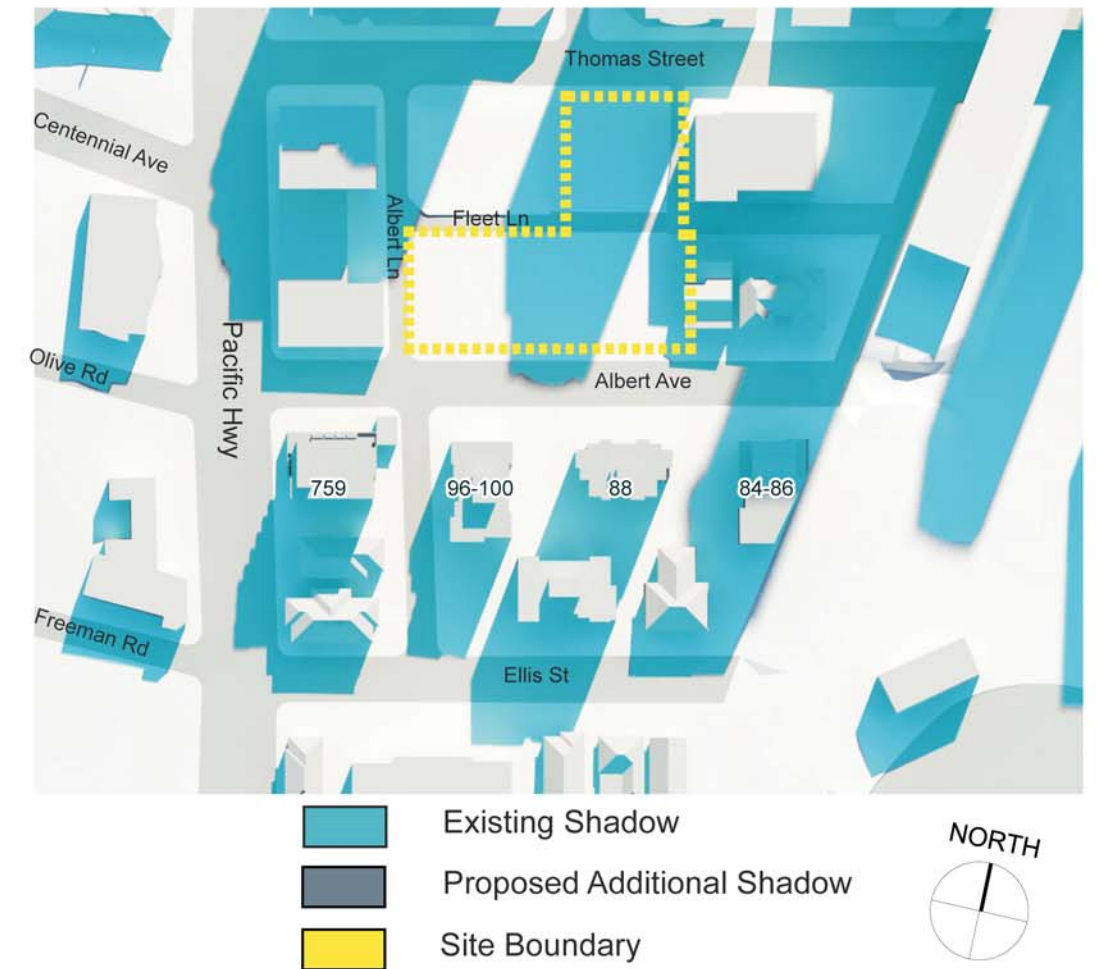 Thomas Street
Centennial Ave
Albert Ln
Fleet Ln
Pacific Hwy
Olive Rd
Albert Ave
759
96-100
88
84-86
Freeman Rd
Ellis St
Existing Shadow
NORTH
Proposed Additional Shadow
Site Boundary